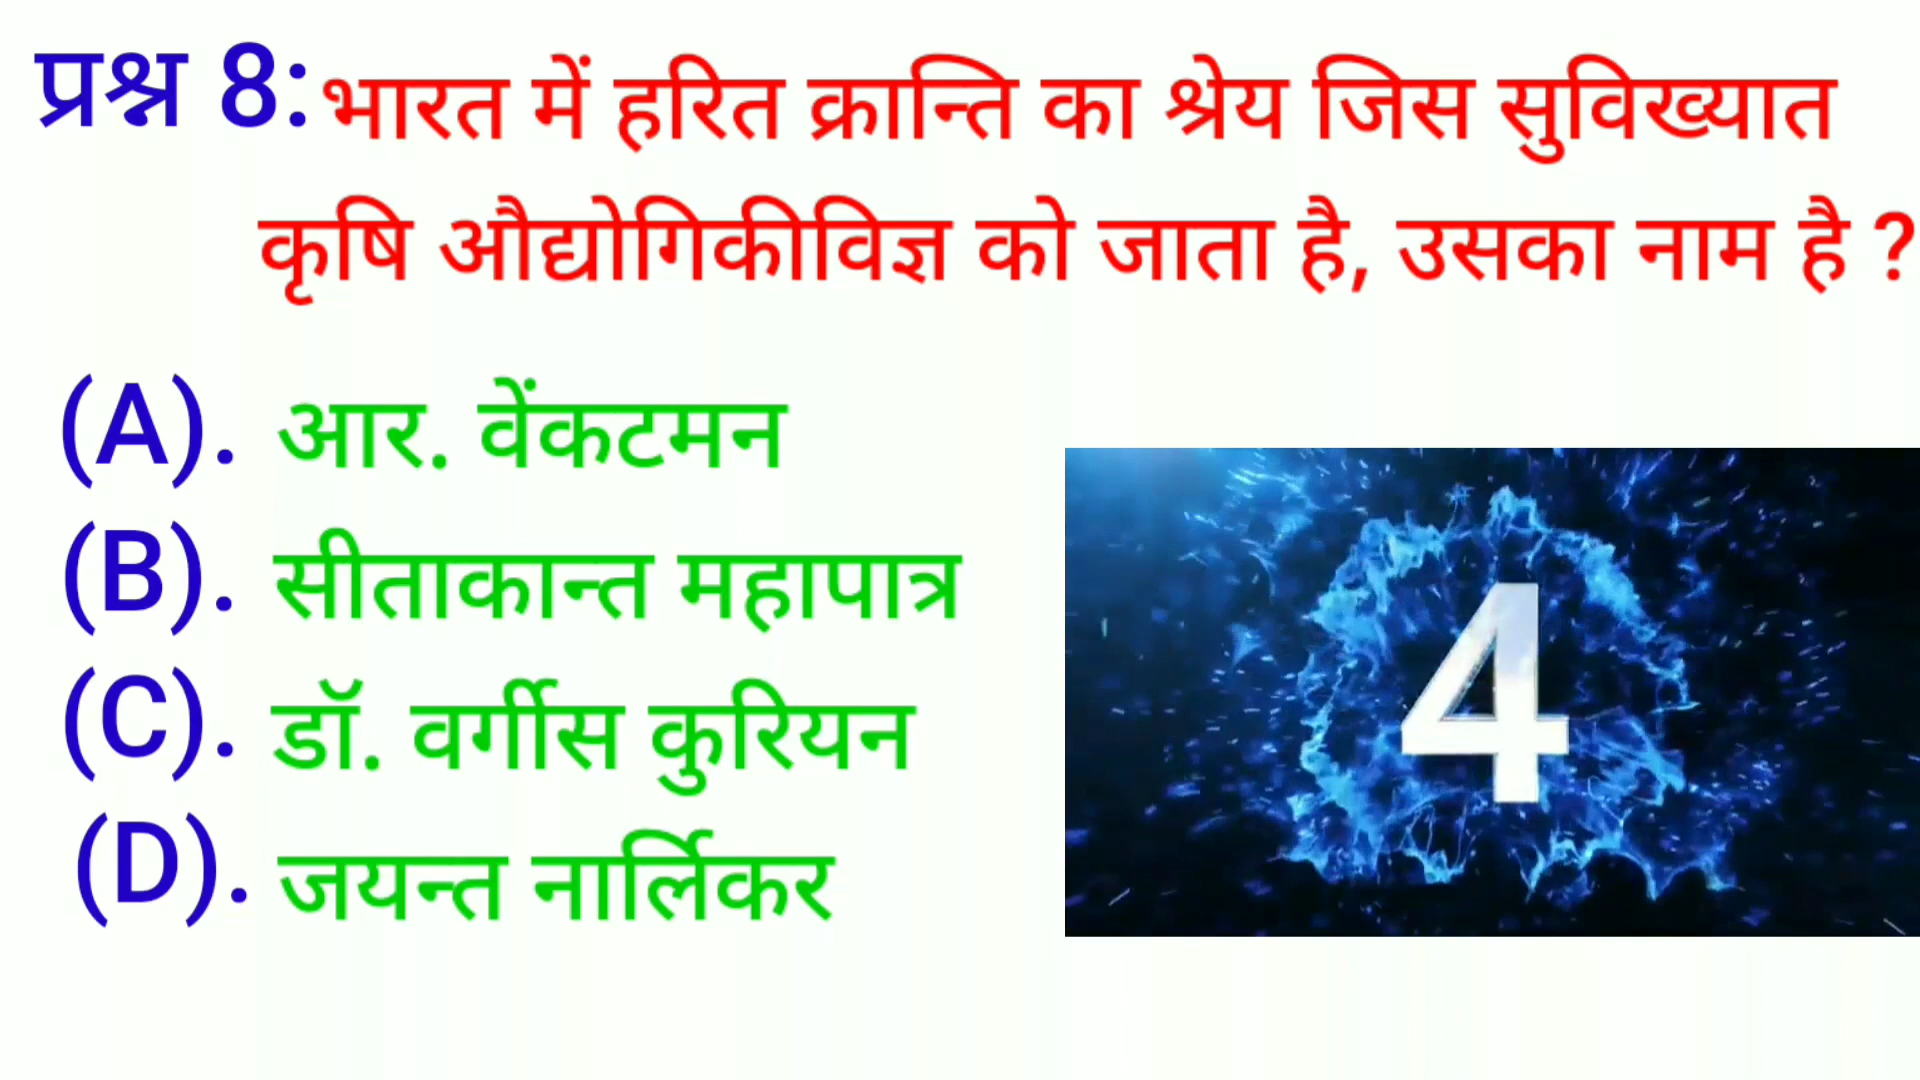 प्रश्न 8: भारत में हरित क्रान्ति का श्रेय जिस सुविख्यात
कृषि औद्योगिकीविज्ञ को जाता है, उसका नाम है ?
(A). आर. वेंकटमन
(B). सीताकान्त महापात्र
(C). डॉ. वर्गीस कुरियन
(D). जयन्त नार्लिकर
4